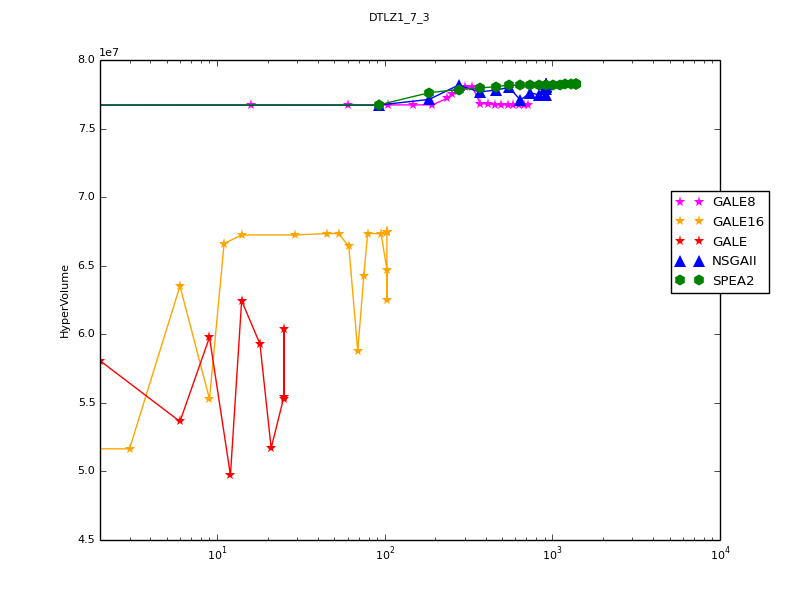 DTLZ1_7_3
1e7
8.0
7.5
7.0
6.5
6.0
5.5
5.0
4.5
HyperVolume
10^1
10^2
10^3
10^4
GALE8
GALE16
GALE
NSGAII
SPEA2